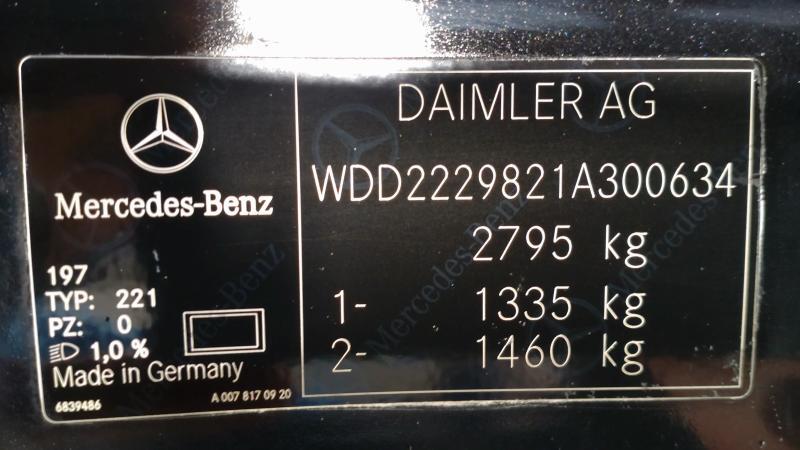 Mercedes-Benz
197
TYP: 221
PZ: 0
1,0 %
Made in Germany
6839486
A 007 817 09 20
DAIMLER AG
WDD2229821A300634
2795 kg
1- 1335 kg
2- 1460 kg